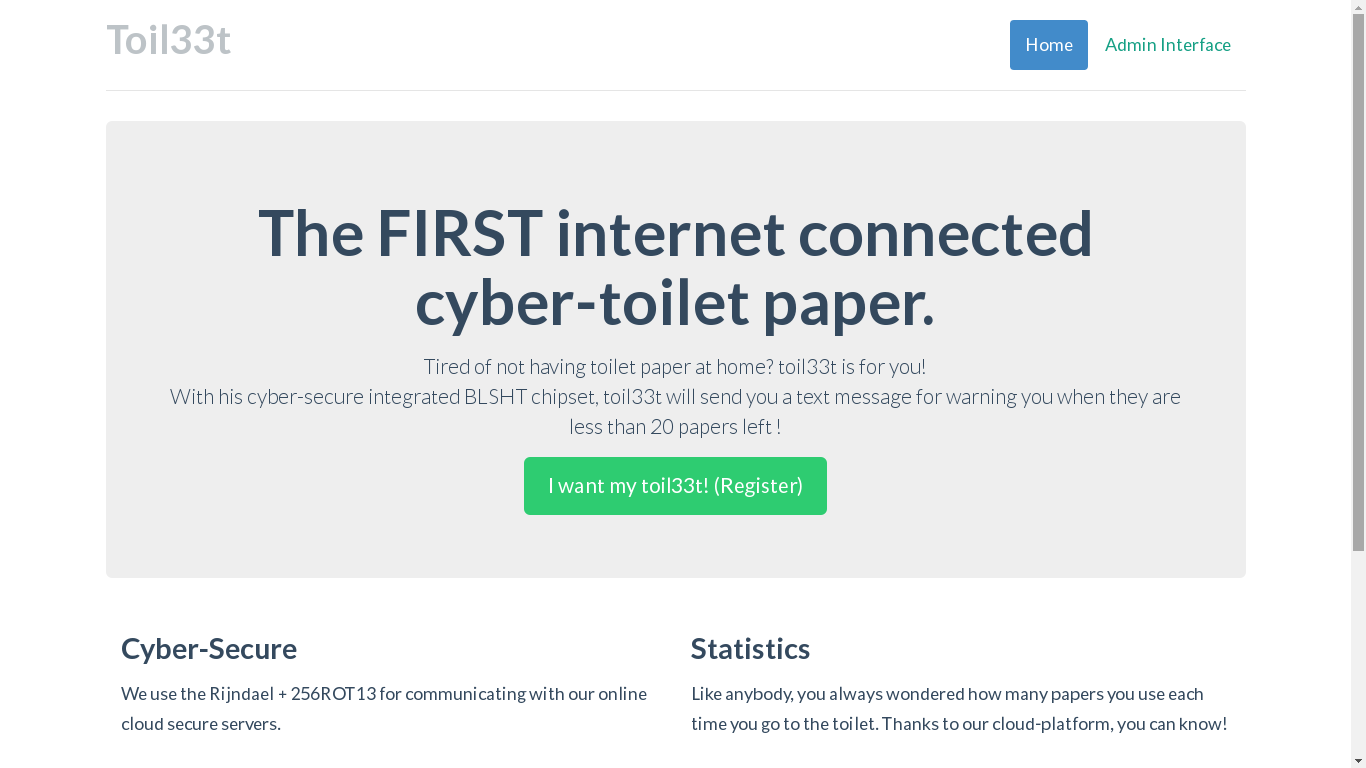 Toil33t
Home
Admin Interface
The FIRST internet connected
cyber-toilet paper.
Tired of not having toilet paper at home? toil33t is for you!
With his cyber-secure integrated BLSHT chipset, toil33t will send you a text message for warning you when they are
less than 20 papers left !
I want my toil33t! (Register)
Cyber-Secure
We use the Rijndael + 256ROT13 for communicating with our online
cloud secure servers.
Statistics
Like anybody, you always wondered how many papers you use each
time you go to the toilet. Thanks to our cloud-platform, you can know!